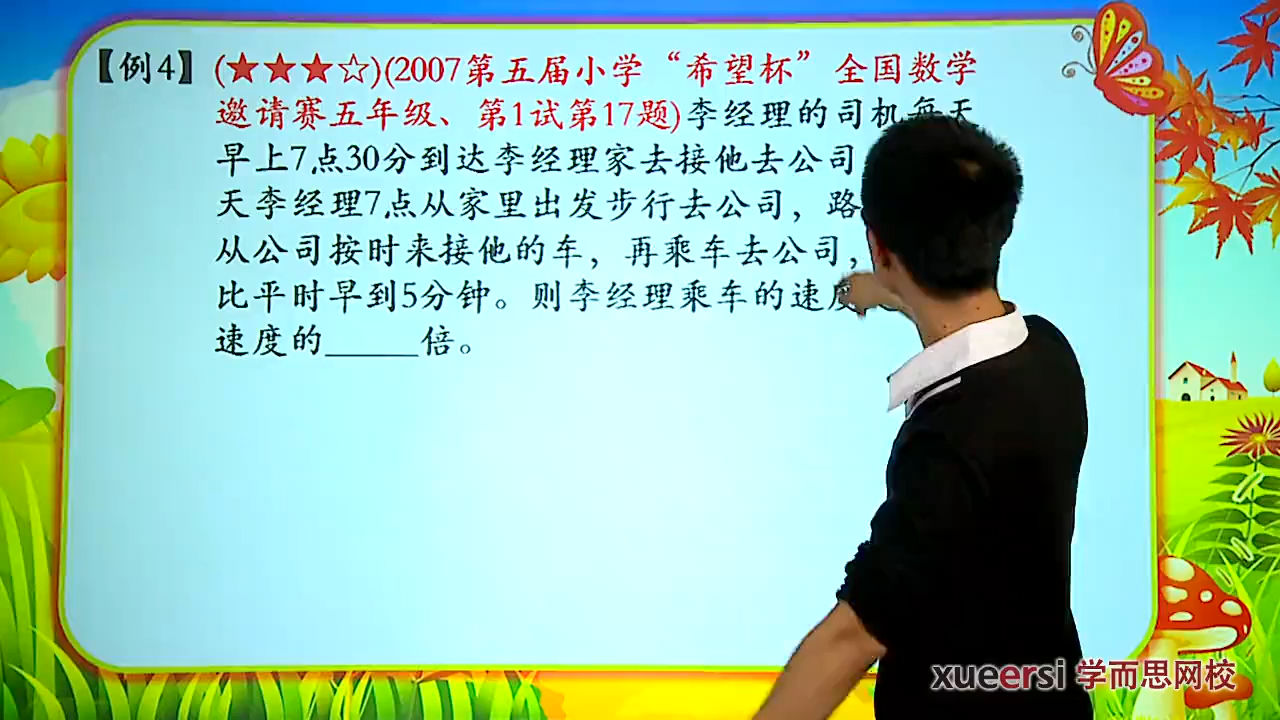 【例4】(★★★☆)(2007第五届小学“希望杯”全国数学
邀请赛五年级、第1试第17题)李经理的司机每天
早上7点30分到达李经理家去接他去公司
天李经理7点从家里出发步行去公司，路
从公司按时来接他的车，再乘车去公司，
比平时早到5分钟。则李经理乘车的速度
速度的_____倍。
xueersi 学而思网校